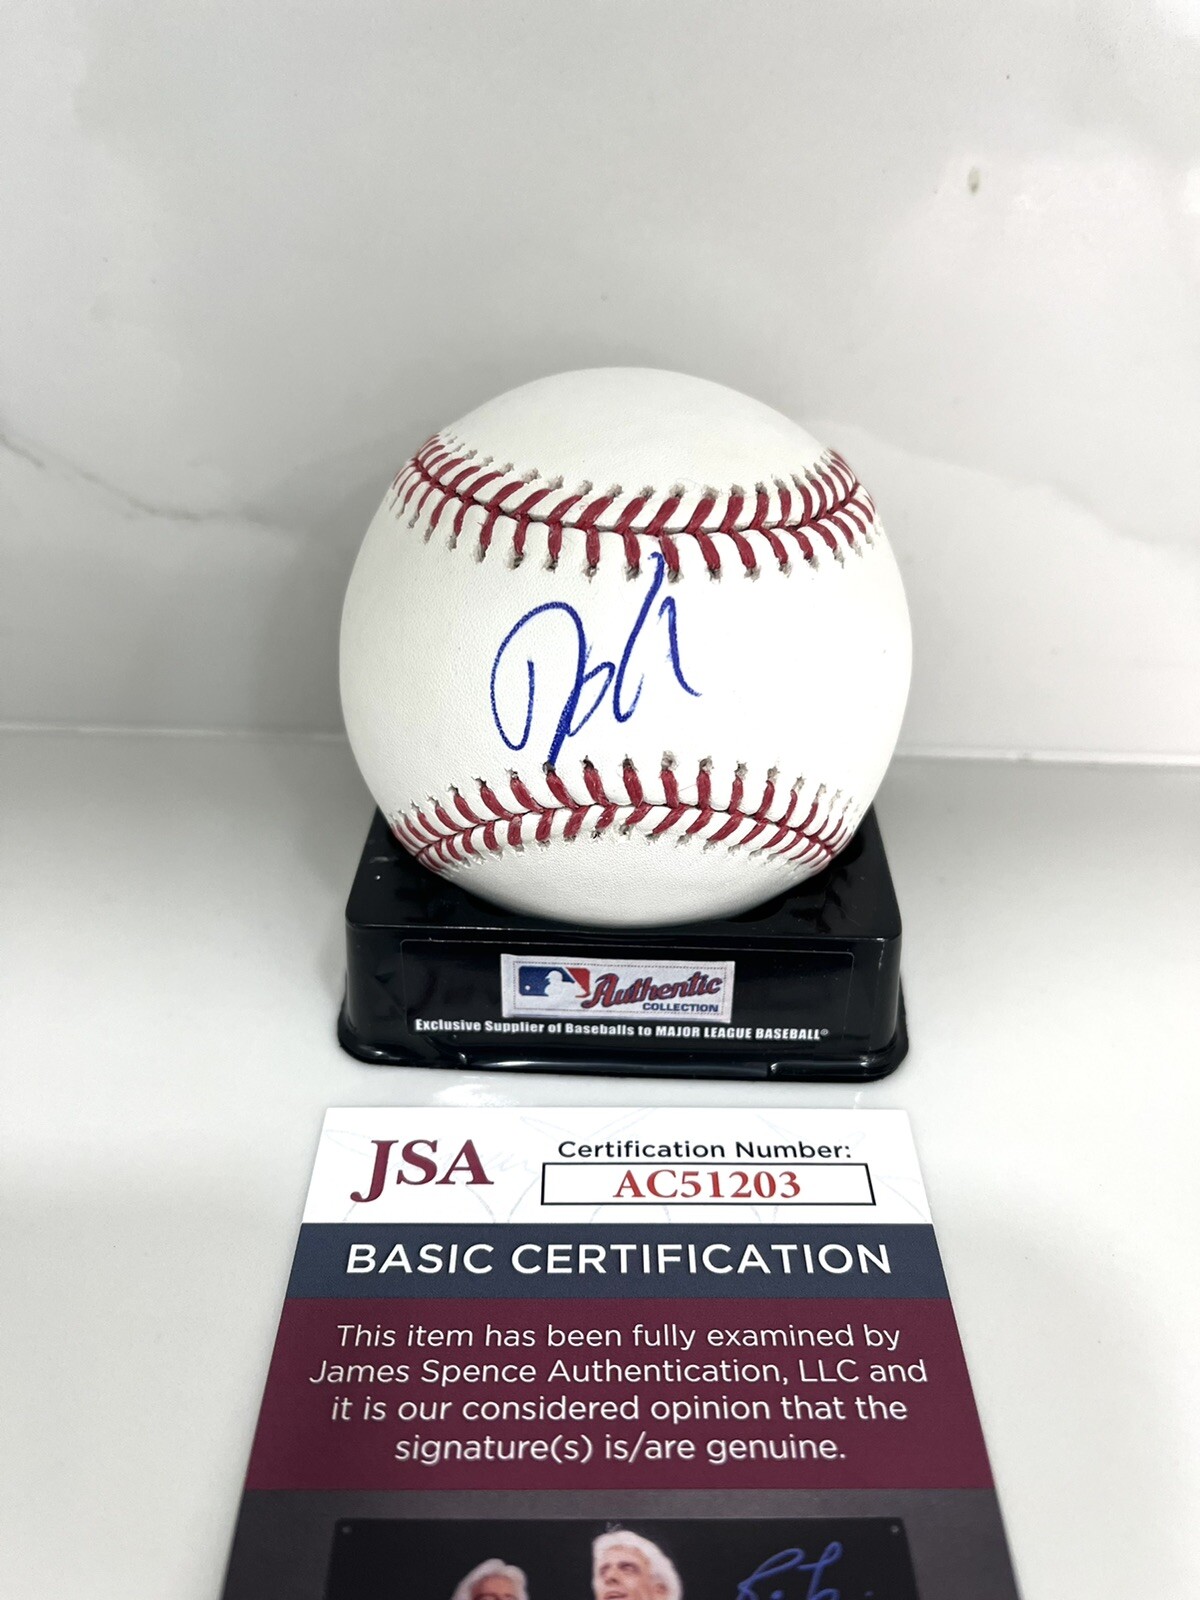 Authentic
COLLECTION
Exclusive Supplier of Baseballs to MAJOR LEAGUE BASEBALL®
JSA
Certification Number:
AC51203
BASIC CERTIFICATION
This item has been fully examined by
James Spence Authentication, LLC and
it is our considered opinion that the
signature(s) is/are genuine.